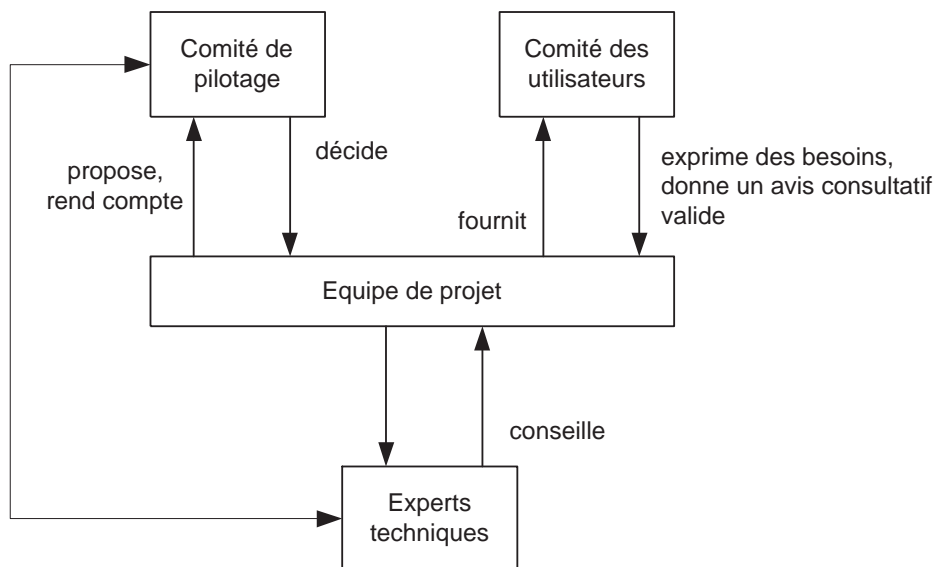 Comité de
pilotage
Comité des
utilisateurs
propose,
rend compte
décide
fournit
exprime des besoins,
donne un avis consultatif
valide
Equipe de projet
conseille
Experts
techniques